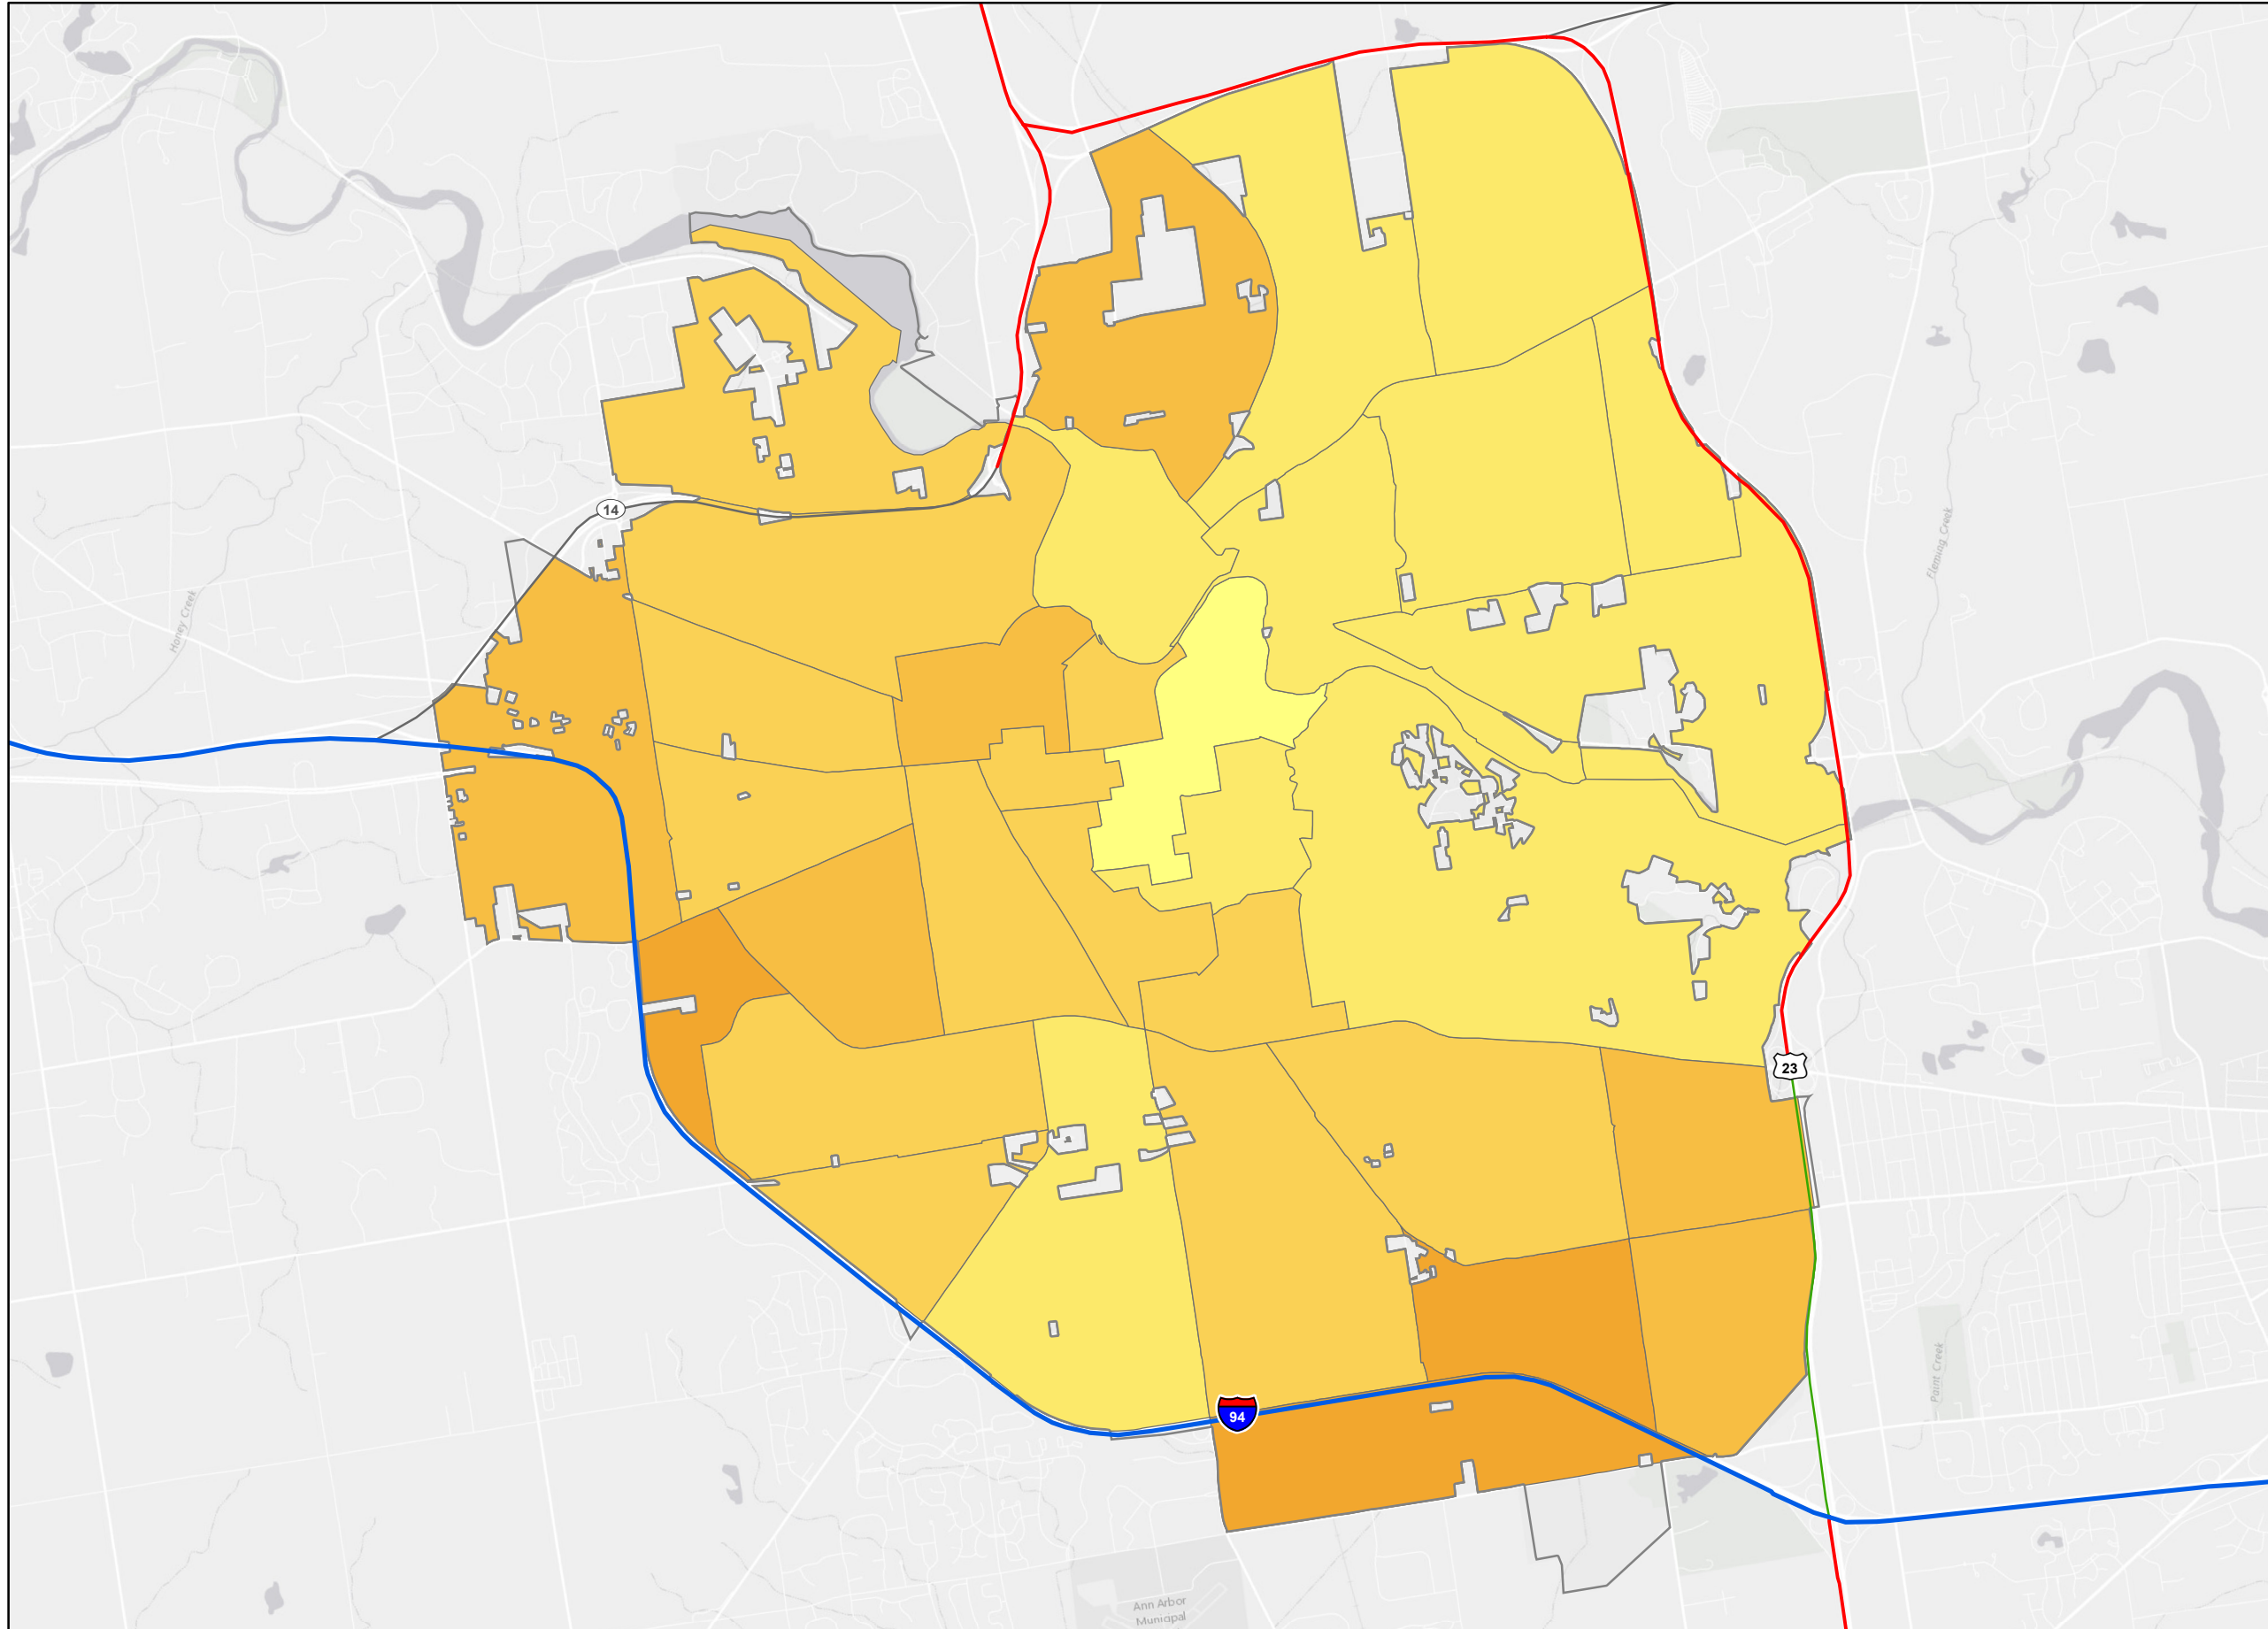 14
Honey Creek
Fleming Creek
23
Paint Creek
94
Ann Arbor
Municipal